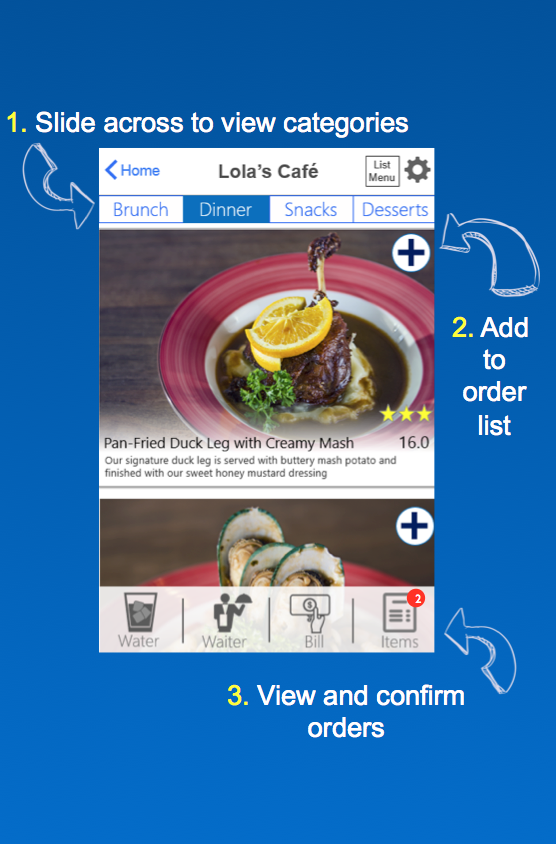 1. Slide across to view categories
Home
Lola's Café
List
Menu
Brunch
Dinner
Snacks
Desserts
2. Add
to
order
list
Pan-Fried Duck Leg with Creamy Mash
16.0
Our signature duck leg is served with buttery mash potato and
finished with our sweet honey mustard dressing
Water
Waiter
$
Bill
2
Items
3. View and confirm
orders